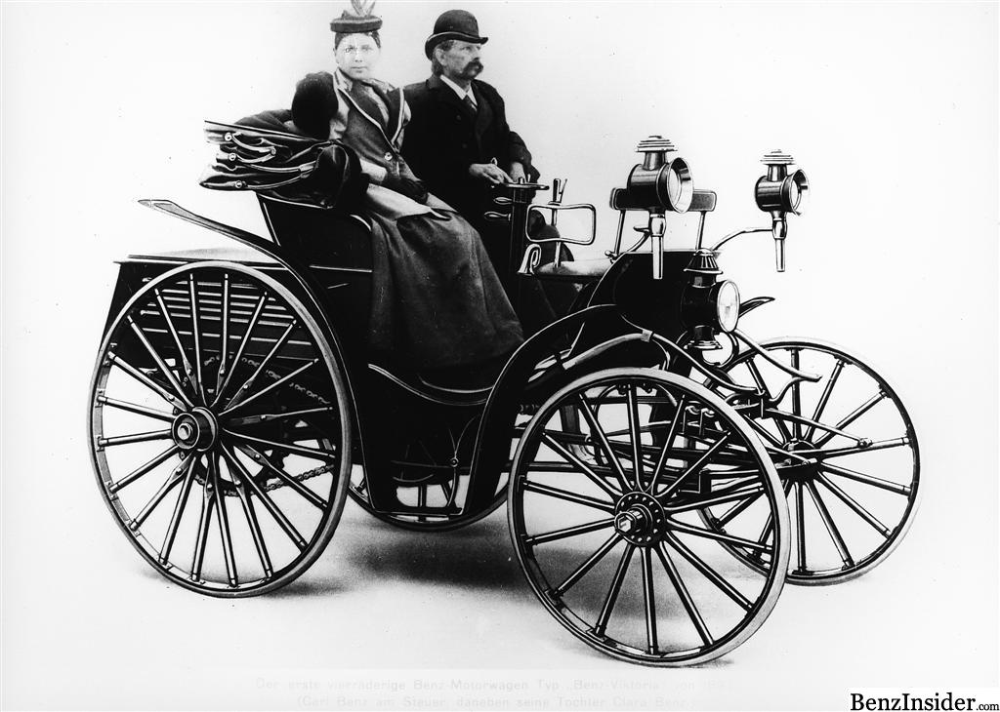 Der erste vierräderige Benz-Motorwagen Typ „Benz-Viktoria" von 189
(Carl Benz am Steuer, daneben seine Tochter Clara Benz
BenzInsider.com